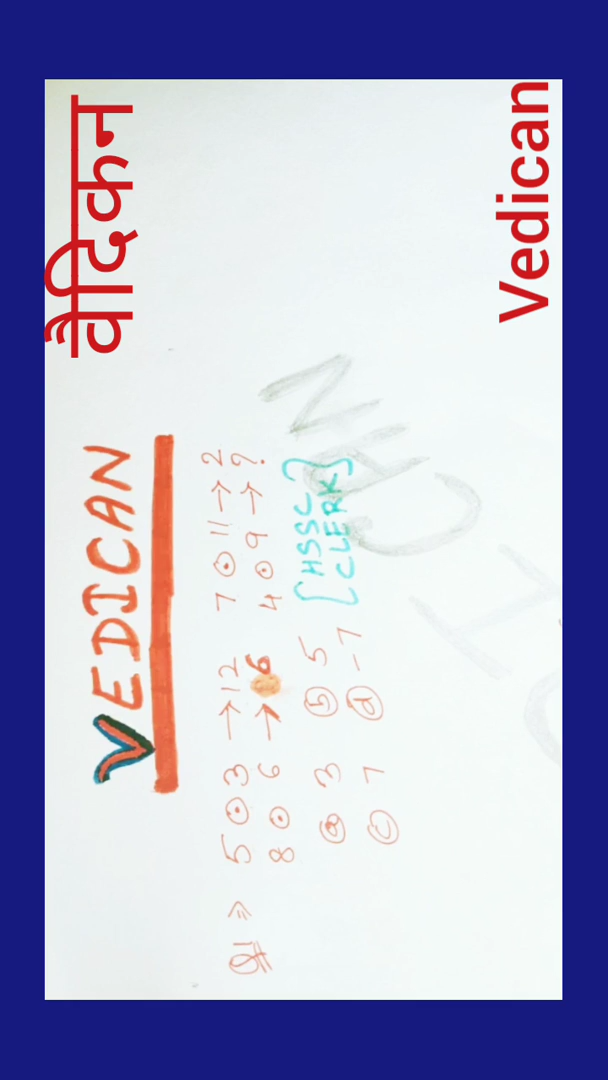 वैदिकन
VEDICAN
Q1 ⇒ 5 ⊙ 3 → 12 7 ⊙ 11 → 2
8 ⊙ 6 → 6 4 ⊙ 9 → ?
ⓐ 3 ⓑ 5 [HSSC
ⓒ 7 ⓓ -7 CLERK]
Vedican